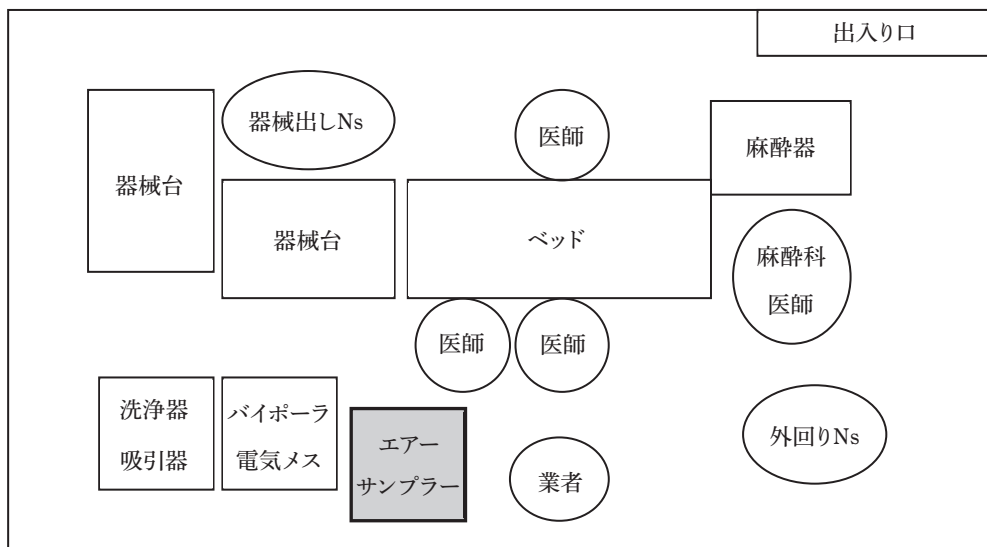 出入り口
器械出しNs
医師
麻酔器
器械台
器械台
ベッド
麻酔科
医師
医師
医師
洗浄器
吸引器
バイポーラ
電気メス
エアー
サンプラー
業者
外回りNs